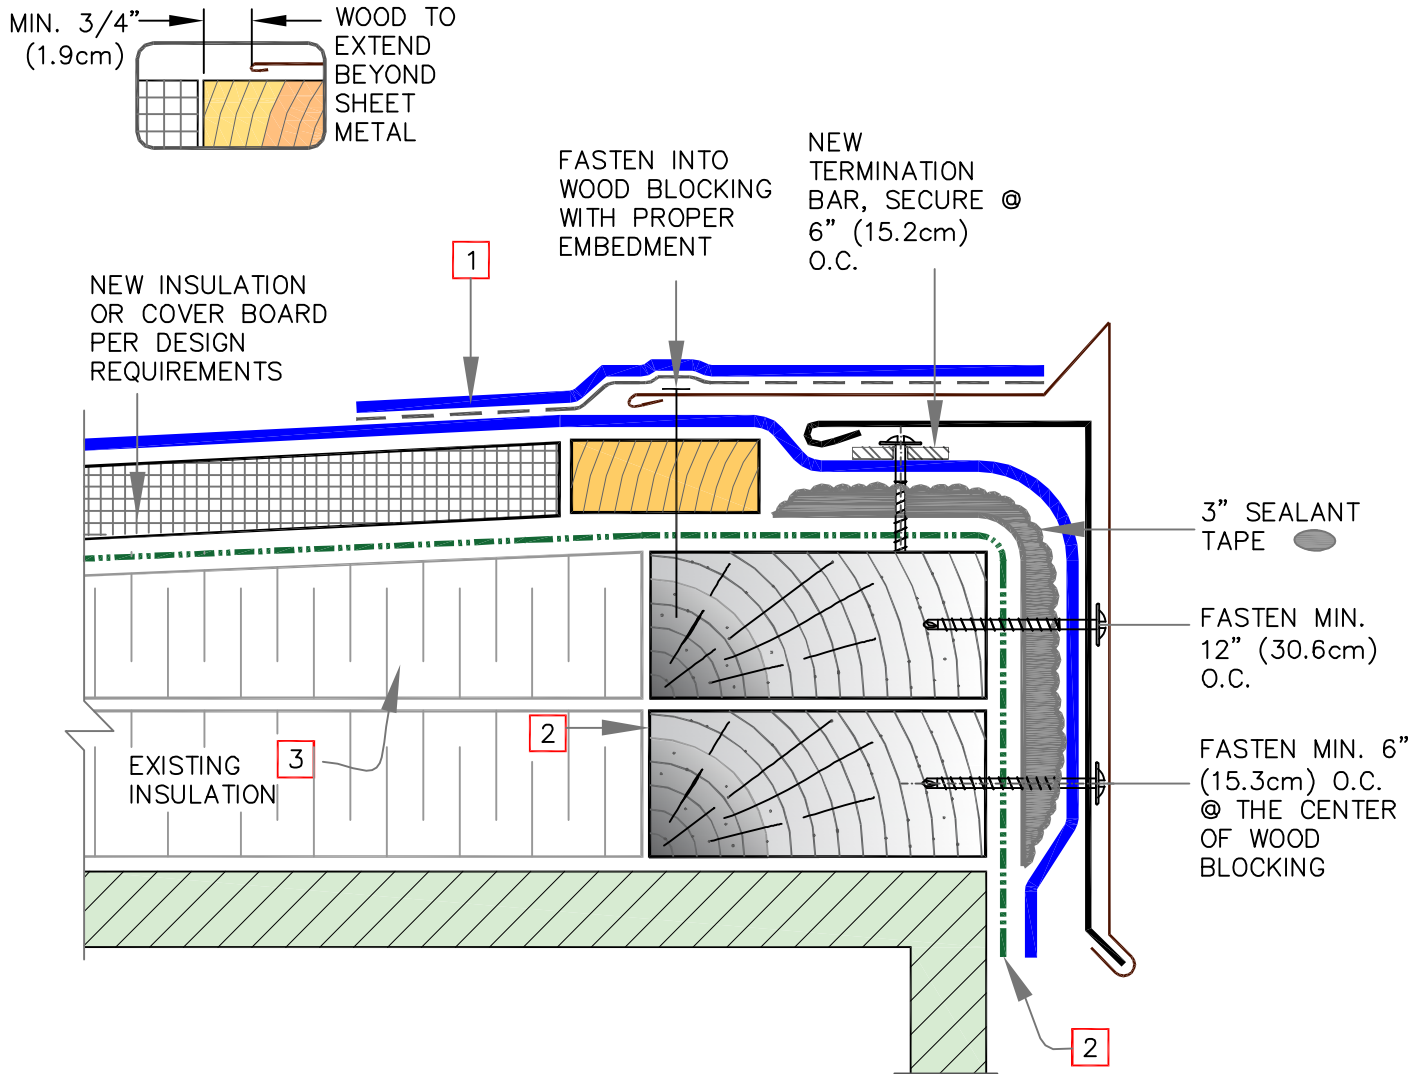 MIN. 3/4”
(1.9cm)
WOOD TO
EXTEND
BEYOND
SHEET
METAL
FASTEN INTO
WOOD BLOCKING
WITH PROPER
EMBEDMENT
NEW
TERMINATION
BAR, SECURE @
6” (15.2cm)
O.C.
1
NEW INSULATION
OR COVER BOARD
PER DESIGN
REQUIREMENTS
3” SEALANT
TAPE
FASTEN MIN.
12” (30.6cm)
O.C.
2
3
EXISTING
INSULATION
FASTEN MIN. 6”
(15.3cm) O.C.
@ THE CENTER
OF WOOD
BLOCKING
2